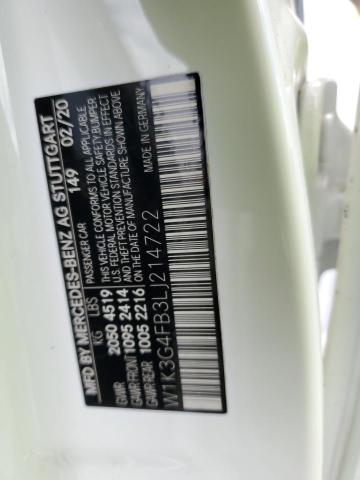 MFD BY MERCEDES-BENZ AG STUTTGART
PASSENGER CAR 149 02/20
KG LBS
GVWR 2050 4519
GAWR FRONT 1095 2414
GAWR REAR 1005 2216
THIS VEHICLE CONFORMS TO ALL APPLICABLE
U.S. FEDERAL MOTOR VEHICLE SAFETY, BUMPER,
AND THEFT PREVENTION STANDARDS IN EFFECT
ON THE DATE OF MANUFACTURE SHOWN ABOVE
MADE IN GERMANY
W1K3G4FB3LJ214722